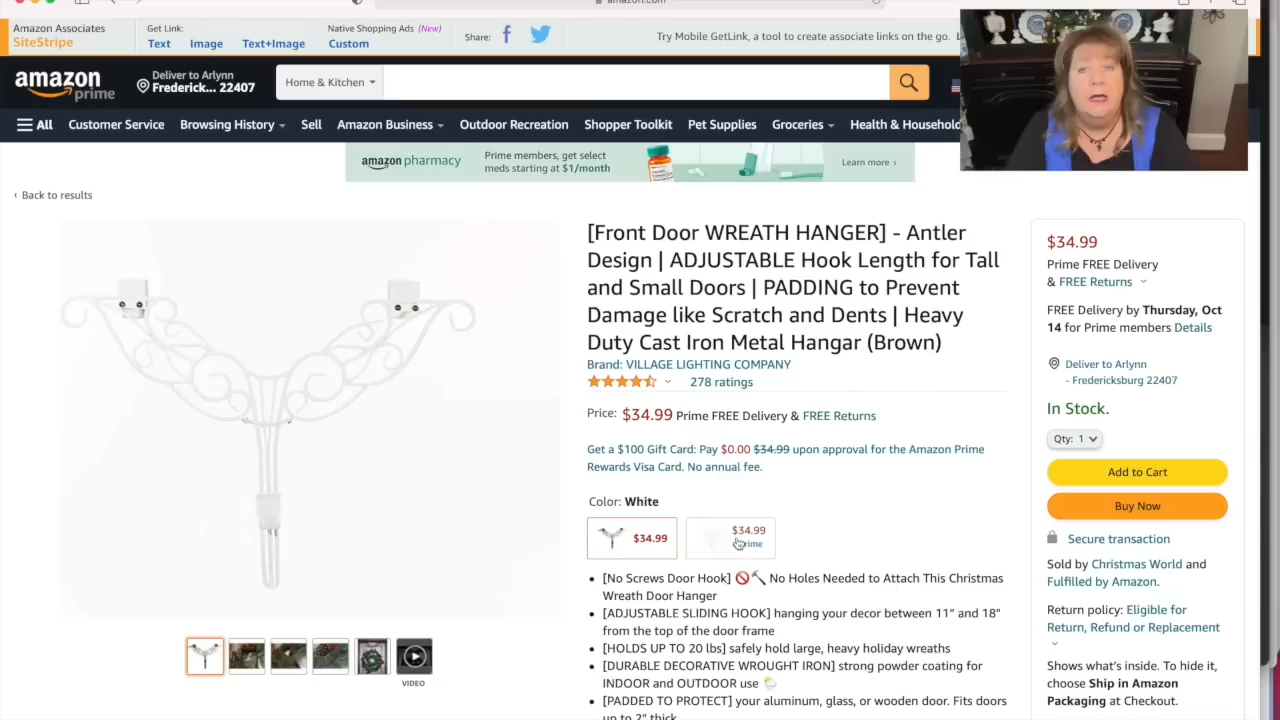 amazon.com
Amazon Associates
SiteStripe
Get Link:
Text Image Text+Image
Native Shopping Ads (New)
Custom
Share:
Try Mobile GetLink, a tool to create associate links on the go.
amazon prime
Deliver to Arlynn
Frederick... 22407
Home & Kitchen
All Customer Service Browsing History Sell Amazon Business Outdoor Recreation Shopper Toolkit Pet Supplies Groceries Health & Household
amazon pharmacy
Prime members, get select
meds starting at $1/month
Learn more ›
‹ Back to results
[Front Door WREATH HANGER] - Antler
Design | ADJUSTABLE Hook Length for Tall
and Small Doors | PADDING to Prevent
Damage like Scratch and Dents | Heavy
Duty Cast Iron Metal Hangar (Brown)
Brand: VILLAGE LIGHTING COMPANY
278 ratings
Price: $34.99 Prime FREE Delivery & FREE Returns
Get a $100 Gift Card: Pay $0.00 $34.99 upon approval for the Amazon Prime
Rewards Visa Card. No annual fee.
Color: White
$34.99
$34.99
• [No Screws Door Hook] 🚫🔨 No Holes Needed to Attach This Christmas
Wreath Door Hanger
• [ADJUSTABLE SLIDING HOOK] hanging your decor between 11” and 18"
from the top of the door frame
• [HOLDS UP TO 20 lbs] safely hold large, heavy holiday wreaths
• [DURABLE DECORATIVE WROUGHT IRON] strong powder coating for
INDOOR and OUTDOOR use 🌦
• [PADDED TO PROTECT] your aluminum, glass, or wooden door. Fits doors
up to 2" thick
VIDEO
$34.99
Prime FREE Delivery
& FREE Returns
FREE Delivery by Thursday, Oct
14 for Prime members Details
Deliver to Arlynn
- Fredericksburg 22407
In Stock.
Qty: 1
Add to Cart
Buy Now
Secure transaction
Sold by Christmas World and
Fulfilled by Amazon.
Return policy: Eligible for
Return, Refund or Replacement
Shows what's inside. To hide it,
choose Ship in Amazon
Packaging at Checkout.